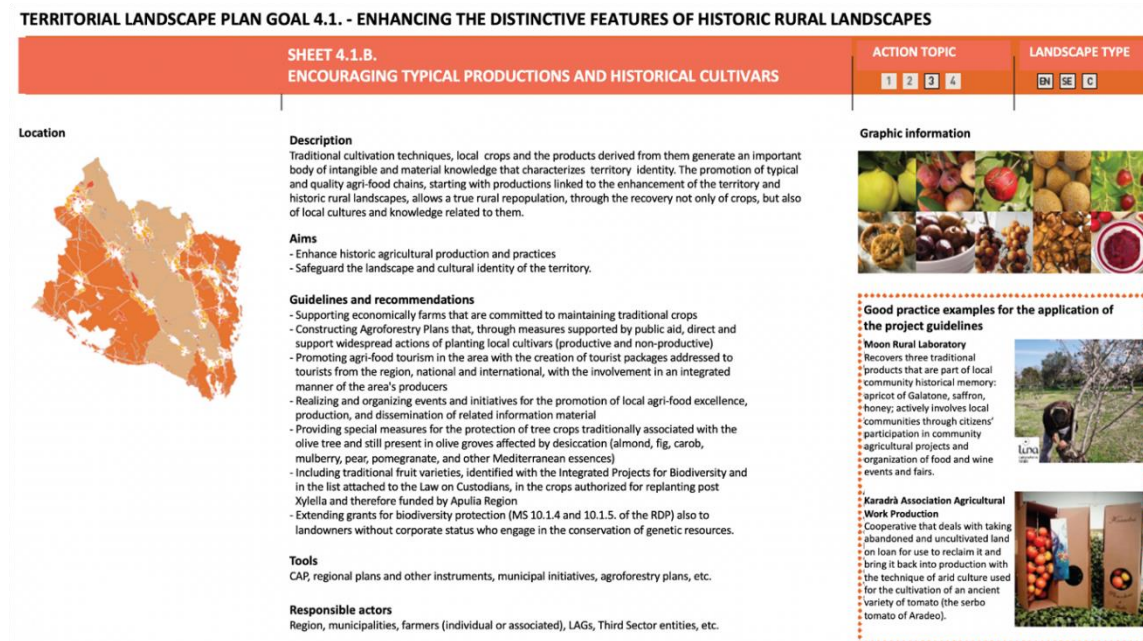 TERRITORIAL LANDSCAPE PLAN GOAL 4.1. - ENHANCING THE DISTINCTIVE FEATURES OF HISTORIC RURAL LANDSCAPES
SHEET 4.1.B.
ENCOURAGING TYPICAL PRODUCTIONS AND HISTORICAL CULTIVARS
ACTION TOPIC
1 2 3 4
LANDSCAPE TYPE
EN SE C
Location
Description
Traditional cultivation techniques, local crops and the products derived from them generate an important
body of intangible and material knowledge that characterizes territory identity. The promotion of typical
and quality agri-food chains, starting with productions linked to the enhancement of the territory and
historic rural landscapes, allows a true rural repopulation, through the recovery not only of crops, but also
of local cultures and knowledge related to them.
Aims
- Enhance historic agricultural production and practices
- Safeguard the landscape and cultural identity of the territory.
Guidelines and recommendations
- Supporting economically farms that are committed to maintaining traditional crops
- Constructing Agroforestry Plans that, through measures supported by public aid, direct and
support widespread actions of planting local cultivars (productive and non-productive)
- Promoting agri-food tourism in the area with the creation of tourist packages addressed to
tourists from the region, national and international, with the involvement in an integrated
manner of the area's producers
- Realizing and organizing events and initiatives for the promotion of local agri-food excellence,
production, and dissemination of related information material
- Providing special measures for the protection of tree crops traditionally associated with the
olive tree and still present in olive groves affected by desiccation (almond, fig, carob,
mulberry, pear, pomegranate, and other Mediterranean essences)
- Including traditional fruit varieties, identified with the Integrated Projects for Biodiversity and
in the list attached to the Law on Custodians, in the crops authorized for replanting post
Xylella and therefore funded by Apulia Region
- Extending grants for biodiversity protection (MS 10.1.4 and 10.1.5. of the RDP) also to
landowners without corporate status who engage in the conservation of genetic resources.
Tools
CAP, regional plans and other instruments, municipal initiatives, agroforestry plans, etc.
Responsible actors
Region, municipalities, farmers (individual or associated), LAGs, Third Sector entities, etc.
Graphic information
Good practice examples for the application of
the project guidelines
Moon Rural Laboratory
Recovers three traditional
products that are part of local
community historical memory:
apricot of Galatone, saffron,
honey; actively involves local
communities through citizens'
participation in community
agricultural projects and
organization of food and wine
events and fairs.
Karadrà Association Agricultural
Work Production
Cooperative that deals with taking
abandoned and uncultivated land
on loan for use to reclaim it and
bring it back into production with
the technique of arid culture used
for the cultivation of an ancient
variety of tomato (the serbo
tomato of Aradeo).